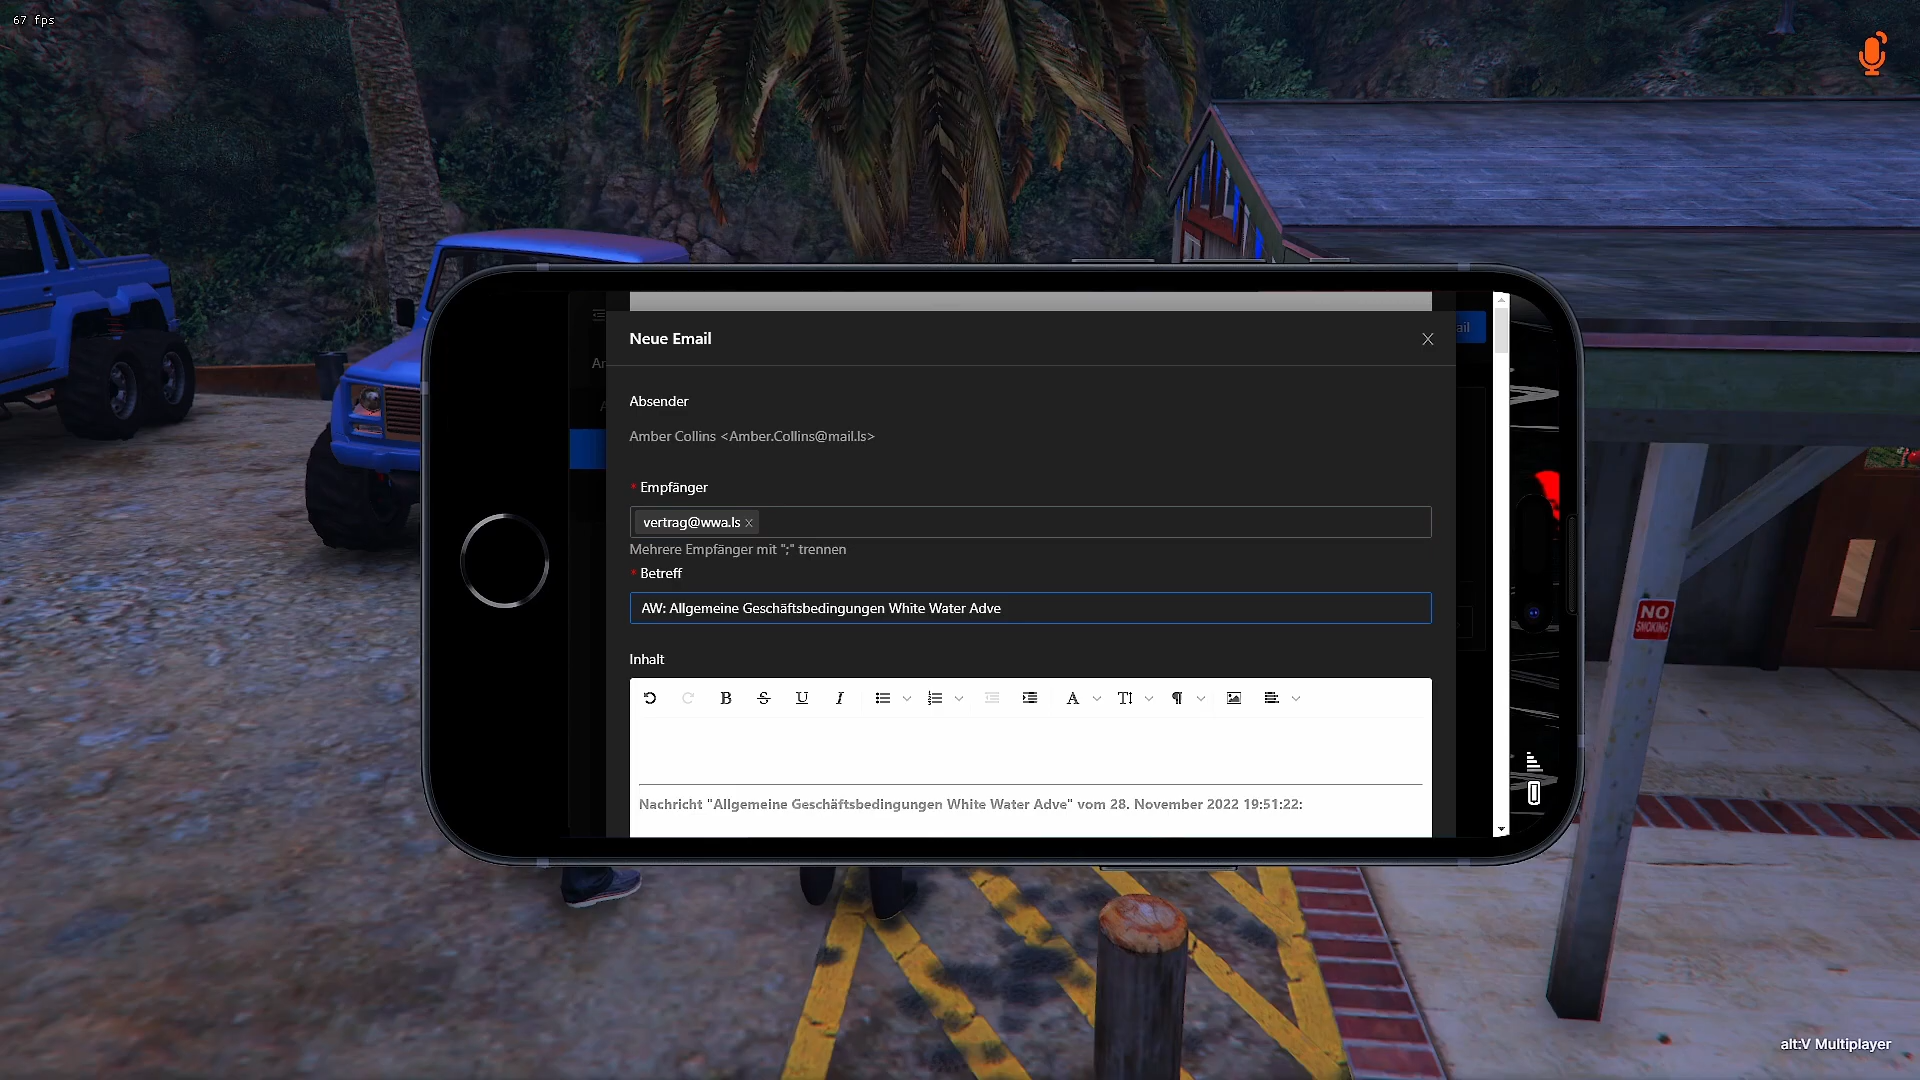 67 fps
ail
Neue Email
Absender
Amber Collins <Amber.Collins@mail.ls>
* Empfänger
vertrag@wwa.ls
Mehrere Empfänger mit ";" trennen
* Betreff
AW: Allgemeine Geschäftsbedingungen White Water Adve
Inhalt
Nachricht "Allgemeine Geschäftsbedingungen White Water Adve" vom 28. November 2022 19:51:22:
NO
SMOKING
alt:V Multiplayer